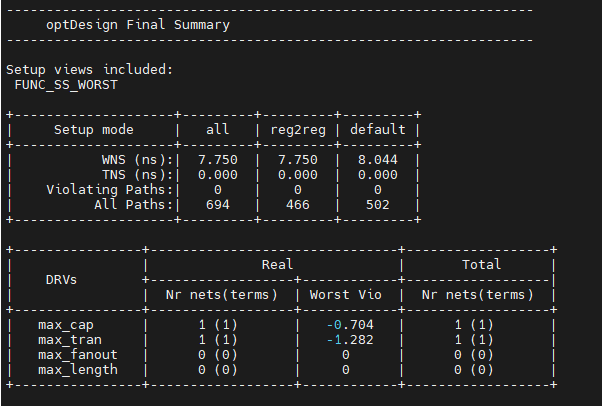 ------------------------------------------------------------------
     optDesign Final Summary
------------------------------------------------------------------

Setup views included:
 FUNC_SS_WORST

+--------------------+---------+---------+---------+
|     Setup mode     |   all   | reg2reg | default |
+--------------------+---------+---------+---------+
|           WNS (ns):|  7.750  |  7.750  |  8.044  |
|           TNS (ns):|  0.000  |  0.000  |  0.000  |
|    Violating Paths:|    0    |    0    |    0    |
|          All Paths:|   694   |   466   |   502   |
+--------------------+---------+---------+---------+

+----------------+-------------------------------+------------------+
|                |              Real             |       Total      |
|    DRVs        +------------------+------------+------------------|
|                |  Nr nets(terms)  | Worst Vio  |  Nr nets(terms)  |
+----------------+------------------+------------+------------------+
|   max_cap      |      1 (1)       |   -0.704   |      1 (1)       |
|   max_tran     |      1 (1)       |   -1.282   |      1 (1)       |
|   max_fanout   |      0 (0)       |     0      |      0 (0)       |
|   max_length   |      0 (0)       |     0      |      0 (0)       |
+----------------+------------------+------------+------------------+